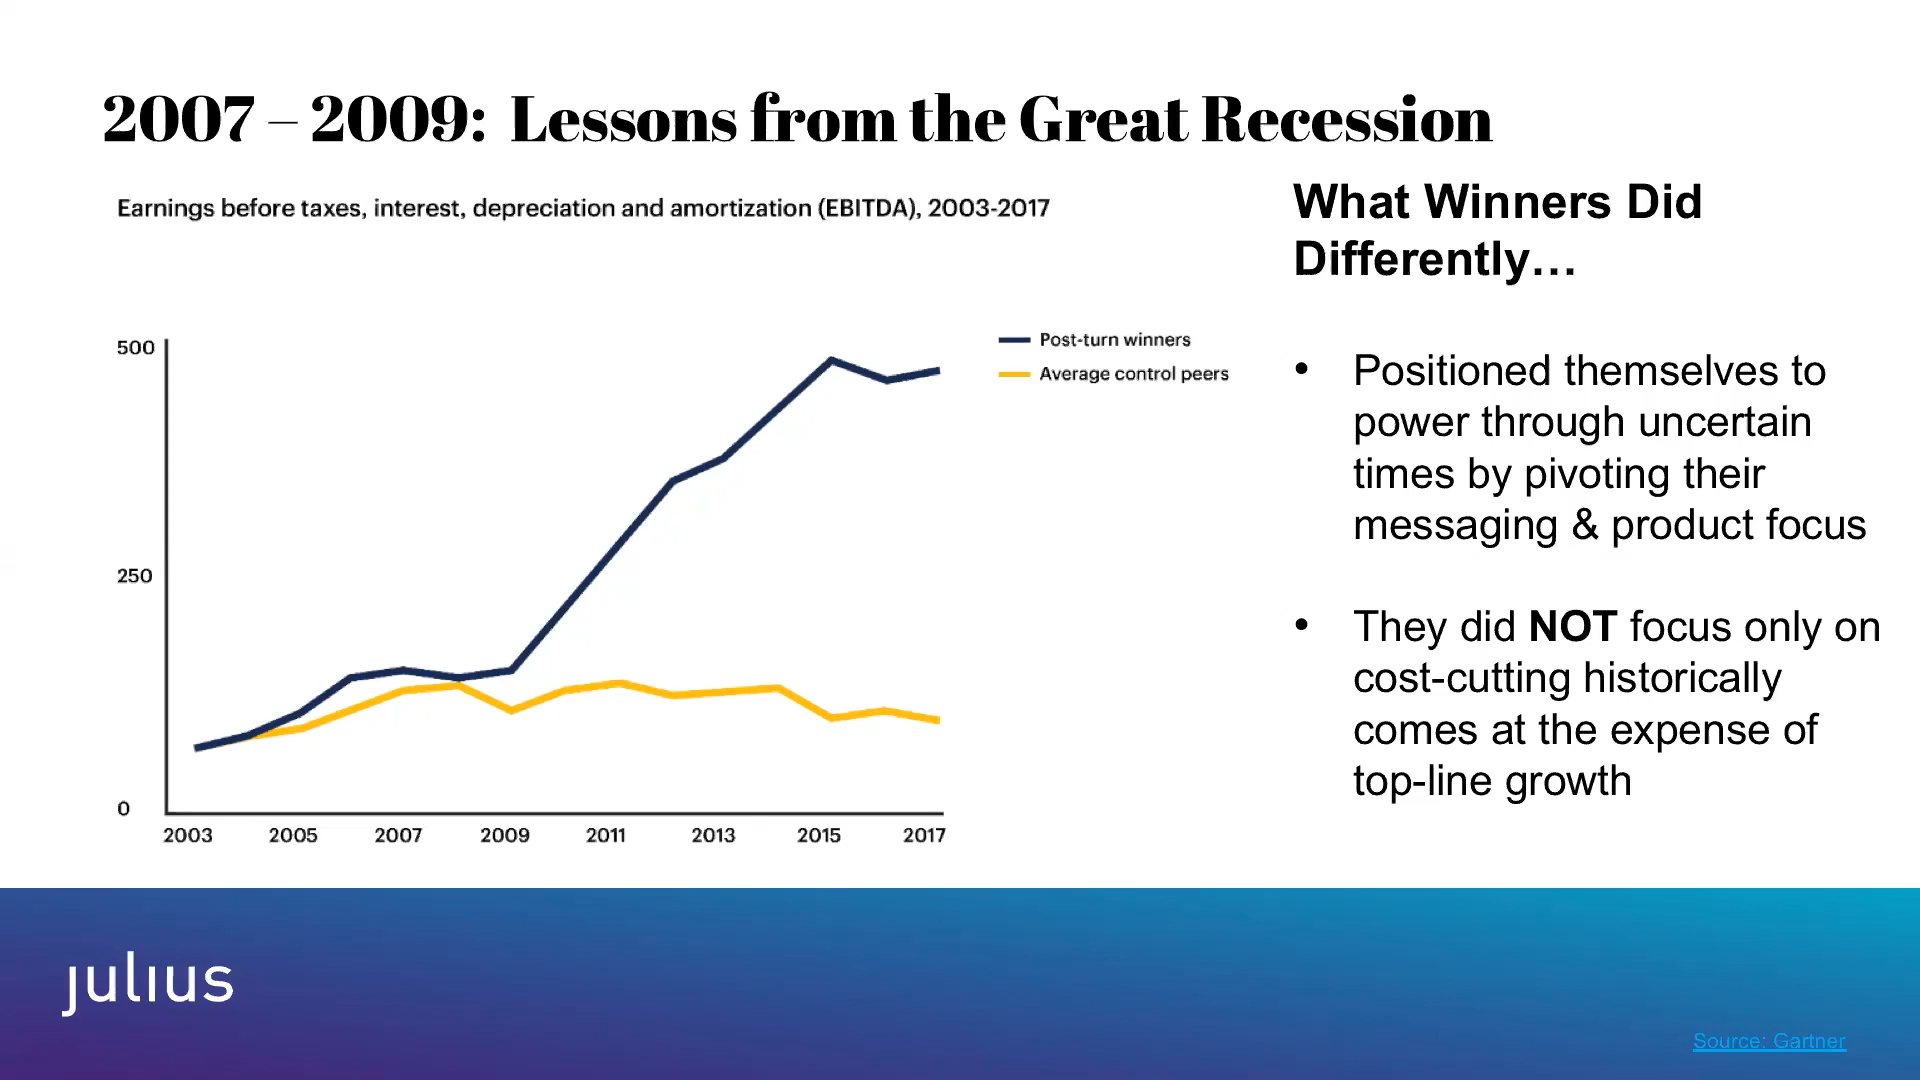 2007 – 2009: Lessons from the Great Recession
Earnings before taxes, interest, depreciation and amortization (EBITDA), 2003-2017
500
250
0
2003 2005 2007 2009 2011 2013 2015 2017
Post-turn winners
Average control peers
What Winners Did
Differently…
• Positioned themselves to
power through uncertain
times by pivoting their
messaging & product focus
• They did NOT focus only on
cost-cutting historically
comes at the expense of
top-line growth
julius
Source: Gartner